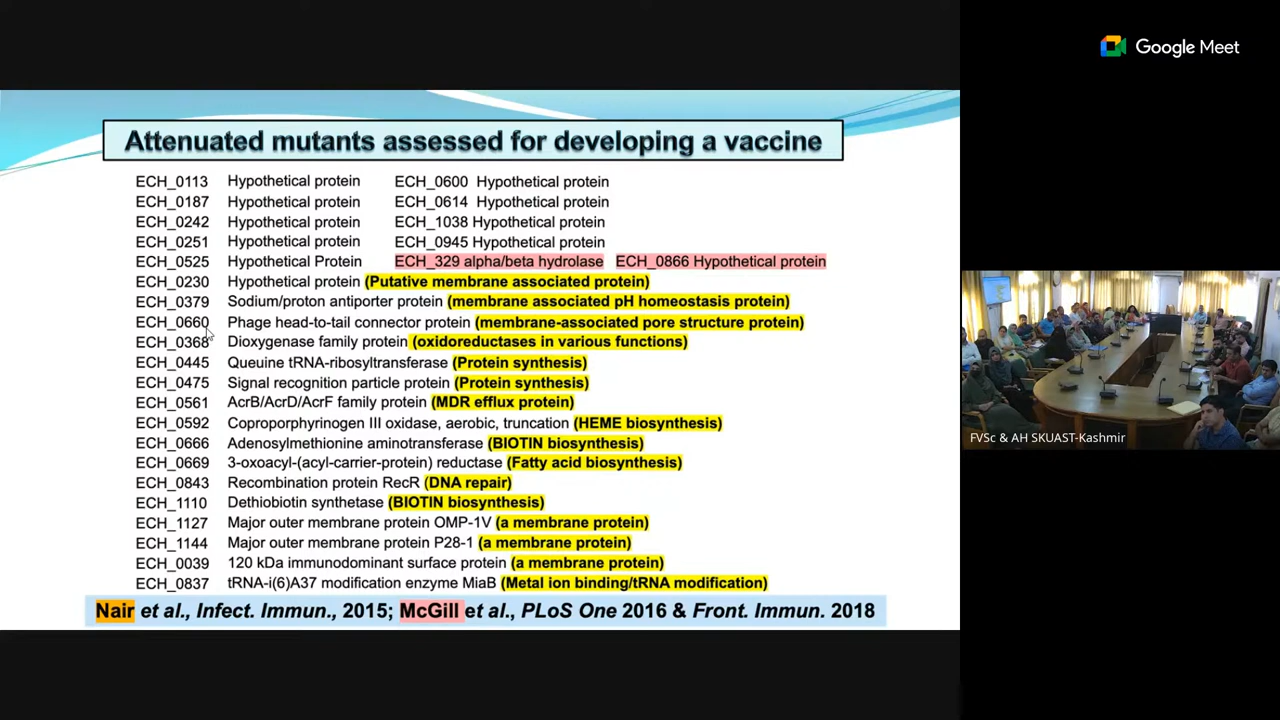 Google Meet
Attenuated mutants assessed for developing a vaccine
ECH_0113 Hypothetical protein ECH_0600 Hypothetical protein
ECH_0187 Hypothetical protein ECH_0614 Hypothetical protein
ECH_0242 Hypothetical protein ECH_1038 Hypothetical protein
ECH_0251 Hypothetical protein ECH_0945 Hypothetical protein
ECH_0525 Hypothetical Protein ECH_329 alpha/beta hydrolase ECH_0866 Hypothetical protein
ECH_0230 Hypothetical protein (Putative membrane associated protein)
ECH_0379 Sodium/proton antiporter protein (membrane associated pH homeostasis protein)
ECH_0660 Phage head-to-tail connector protein (membrane-associated pore structure protein)
ECH_0368 Dioxygenase family protein (oxidoreductases in various functions)
ECH_0445 Queuine tRNA-ribosyltransferase (Protein synthesis)
ECH_0475 Signal recognition particle protein (Protein synthesis)
ECH_0561 AcrB/AcrD/AcrF family protein (MDR efflux protein)
ECH_0592 Coproporphyrinogen III oxidase, aerobic, truncation (HEME biosynthesis)
ECH_0666 Adenosylmethionine aminotransferase (BIOTIN biosynthesis)
ECH_0669 3-oxoacyl-(acyl-carrier-protein) reductase (Fatty acid biosynthesis)
ECH_0843 Recombination protein RecR (DNA repair)
ECH_1110 Dethiobiotin synthetase (BIOTIN biosynthesis)
ECH_1127 Major outer membrane protein OMP-1V (a membrane protein)
ECH_1144 Major outer membrane protein P28-1 (a membrane protein)
ECH_0039 120 kDa immunodominant surface protein (a membrane protein)
ECH_0837 tRNA-i(6)A37 modification enzyme MiaB (Metal ion binding/tRNA modification)
Nair et al., Infect. Immun., 2015; McGill et al., PLoS One 2016 & Front. Immun. 2018
FVSc & AH SKUAST-Kashmir